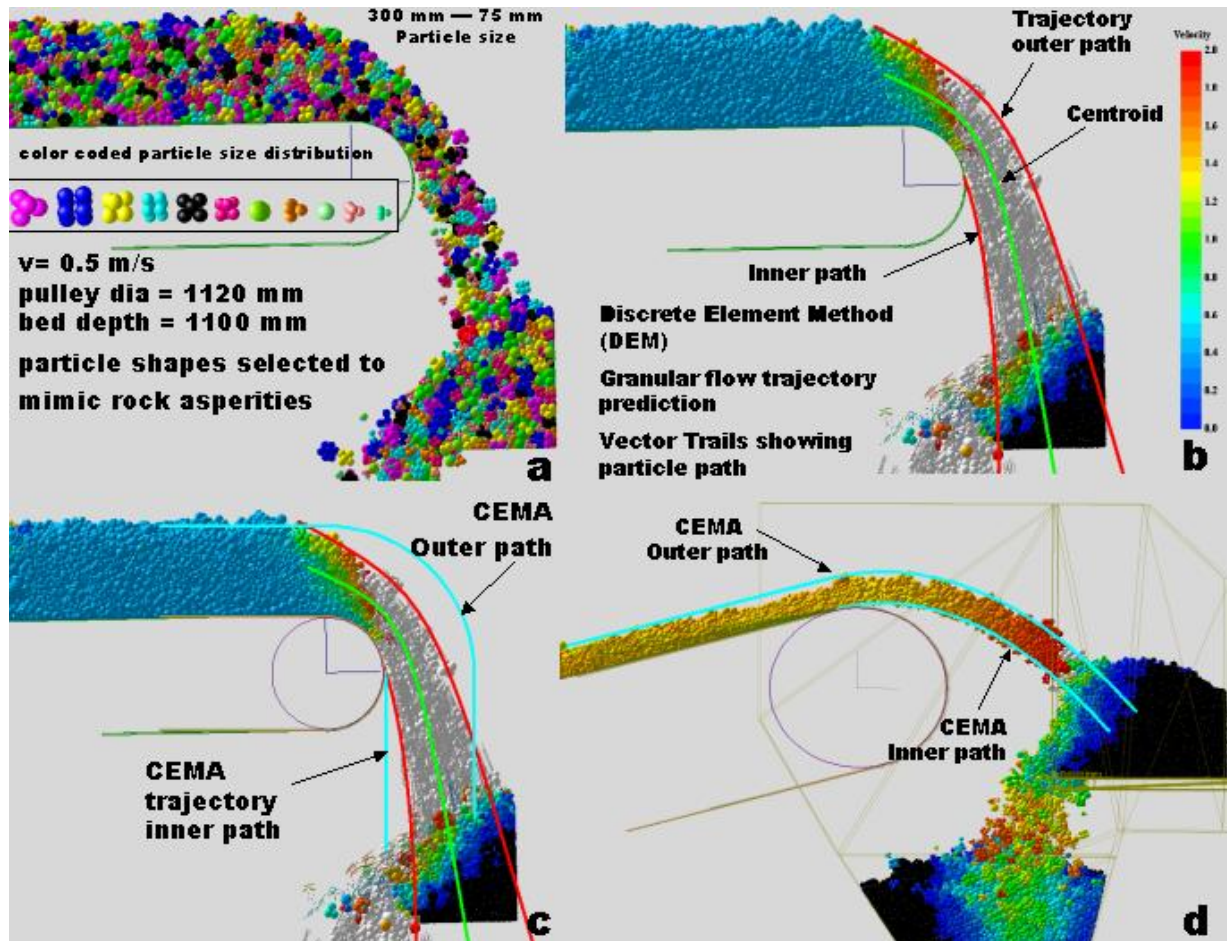 300 mm — 75 mm
Particle size
color coded particle size distribution
v= 0.5 m/s
pulley dia = 1120 mm
bed depth = 1100 mm
particle shapes selected to
mimic rock asperities
a
Trajectory
outer path
Centroid
Inner path
Discrete Element Method
(DEM)
Granular flow trajectory
prediction
Vector Trails showing
particle path
Velocity
2.0
1.8
1.6
1.4
1.2
1.0
0.8
0.6
0.4
0.2
0.0
b
CEMA
Outer path
CEMA
trajectory
inner path
c
CEMA
Outer path
CEMA
Inner path
d